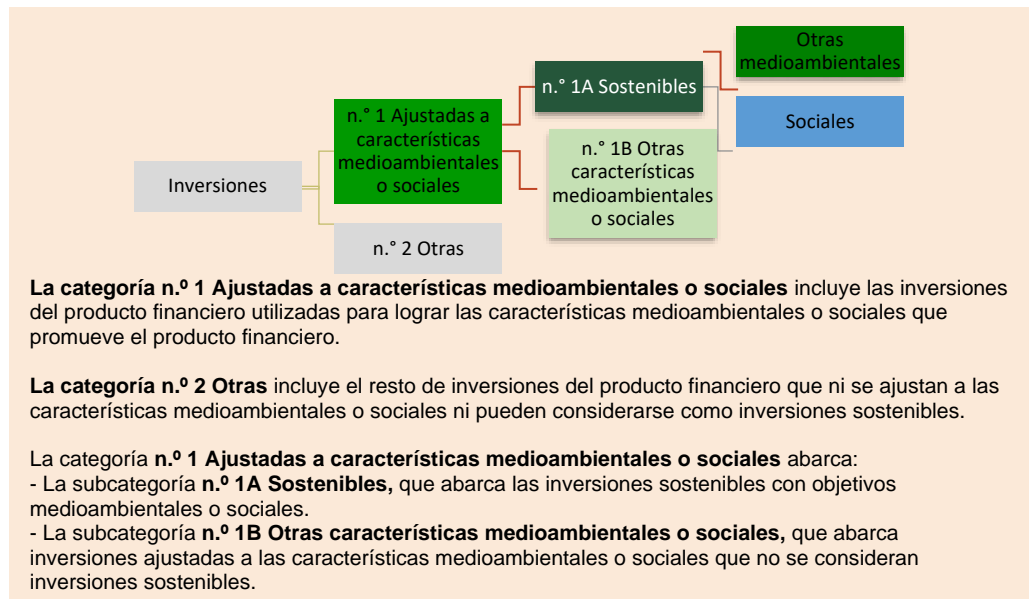 Inversiones
n.° 1 Ajustadas a
características
medioambientales
o sociales
n.° 2 Otras
n.° 1A Sostenibles
n.° 1B Otras
características
medioambientales
o sociales
Otras
medioambientales
Sociales
La categoría n.º 1 Ajustadas a características medioambientales o sociales incluye las inversiones
del producto financiero utilizadas para lograr las características medioambientales o sociales que
promueve el producto financiero.
La categoría n.º 2 Otras incluye el resto de inversiones del producto financiero que ni se ajustan a las
características medioambientales o sociales ni pueden considerarse como inversiones sostenibles.
La categoría n.º 1 Ajustadas a características medioambientales o sociales abarca:
- La subcategoría n.º 1A Sostenibles, que abarca las inversiones sostenibles con objetivos
medioambientales o sociales.
- La subcategoría n.º 1B Otras características medioambientales o sociales, que abarca
inversiones ajustadas a las características medioambientales o sociales que no se consideran
inversiones sostenibles.